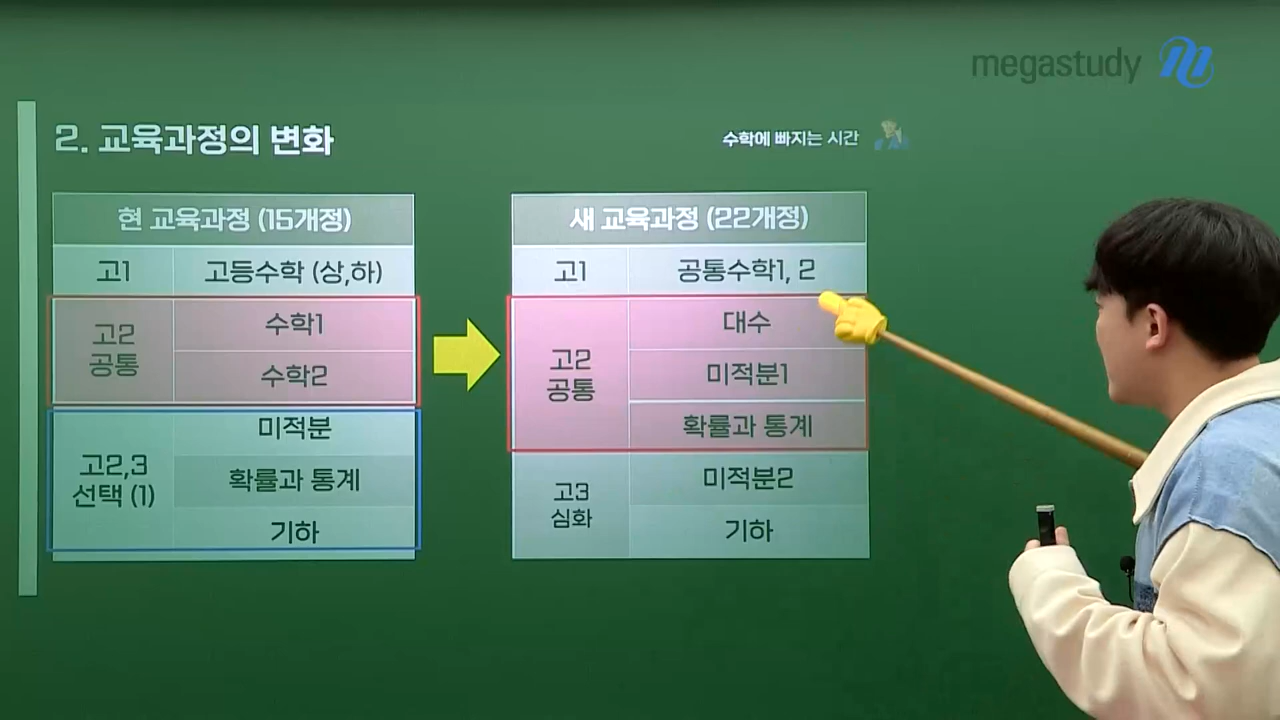 megastudy
2. 교육과정의 변화
수학에 빠지는 시간
현 교육과정 (15개정)
고1
고등수학 (상,하)
고2
공통
수학1
수학2
고2,3
선택 (1)
미적분
확률과 통계
기하
새 교육과정 (22개정)
고1
공통수학1, 2
고2
공통
대수
미적분1
확률과 통계
고3
심화
미적분2
기하